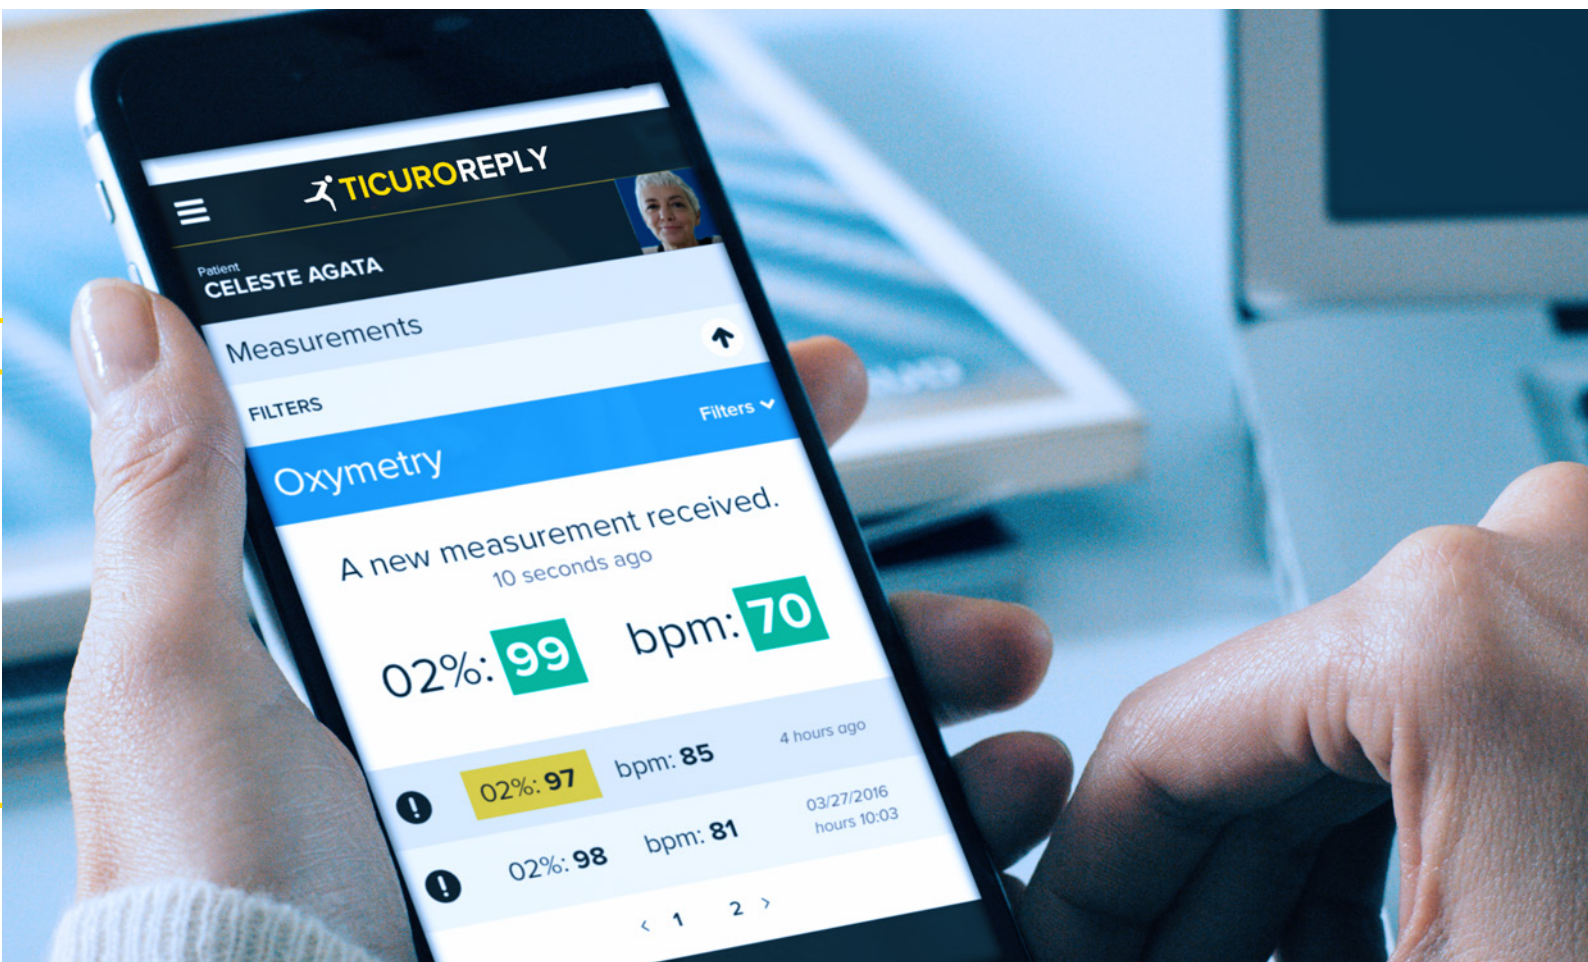 TICUROREPLY
Patient
CELESTE AGATA
Measurements
FILTERS
Filters
Oxymetry
A new measurement received.
10 seconds ago
02%: 99 bpm: 70
02%: 97 bpm: 85 4 hours ago
02%: 98 bpm: 81 03/27/2016
hours 10:03
< 1 2 >